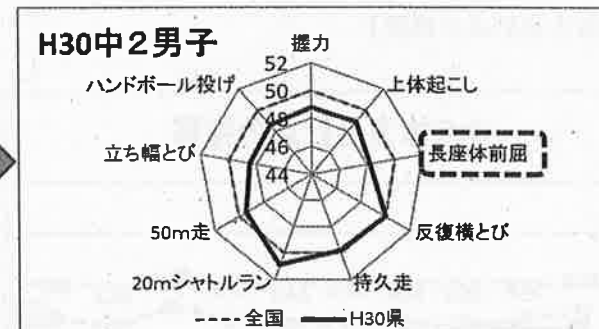 H30中2男子
握力
上体起こし
長座体前屈
反復横とび
持久走
20mシャトルラン
50m走
立ち幅とび
ハンドボール投げ
52
50
48
46
44
全国
H30県